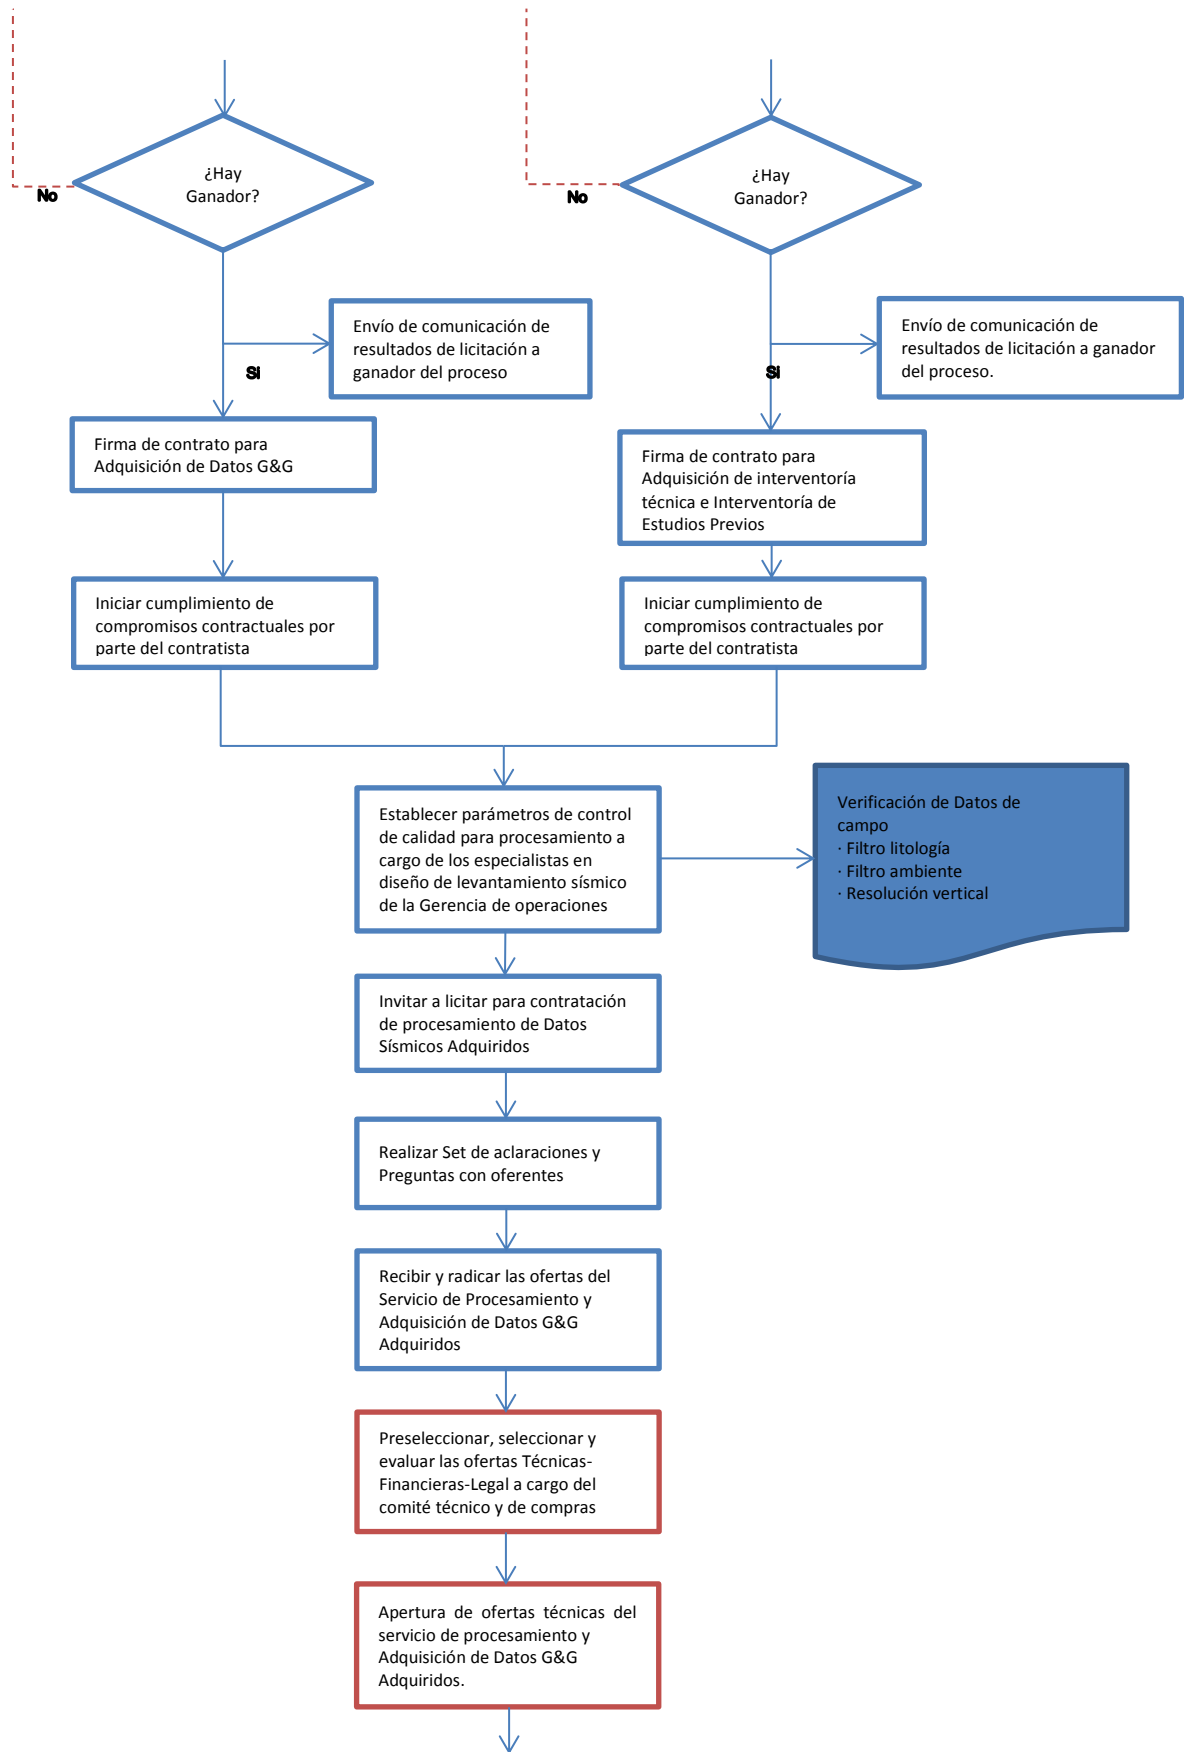 ¿Hay
Ganador?
No
¿Hay
Ganador?
No
Envío de comunicación de
resultados de licitación a
ganador del proceso
Si
Envío de comunicación de
resultados de licitación a ganador
del proceso.
Si
Firma de contrato para
Adquisición de Datos G&G
Firma de contrato para
Adquisición de interventoría
técnica e Interventoría de
Estudios Previos
Iniciar cumplimiento de
compromisos contractuales por
parte del contratista
Iniciar cumplimiento de
compromisos contractuales por
parte del contratista
Establecer parámetros de control
de calidad para procesamiento a
cargo de los especialistas en
diseño de levantamiento sísmico
de la Gerencia de operaciones
Verificación de Datos de
campo
· Filtro litología
· Filtro ambiente
· Resolución vertical
Invitar a licitar para contratación
de procesamiento de Datos
Sísmicos Adquiridos
Realizar Set de aclaraciones y
Preguntas con oferentes
Recibir y radicar las ofertas del
Servicio de Procesamiento y
Adquisición de Datos G&G
Adquiridos
Preseleccionar, seleccionar y
evaluar las ofertas Técnicas-
Financieras-Legal a cargo del
comité técnico y de compras
Apertura de ofertas técnicas del
servicio de procesamiento y
Adquisición de Datos G&G
Adquiridos.